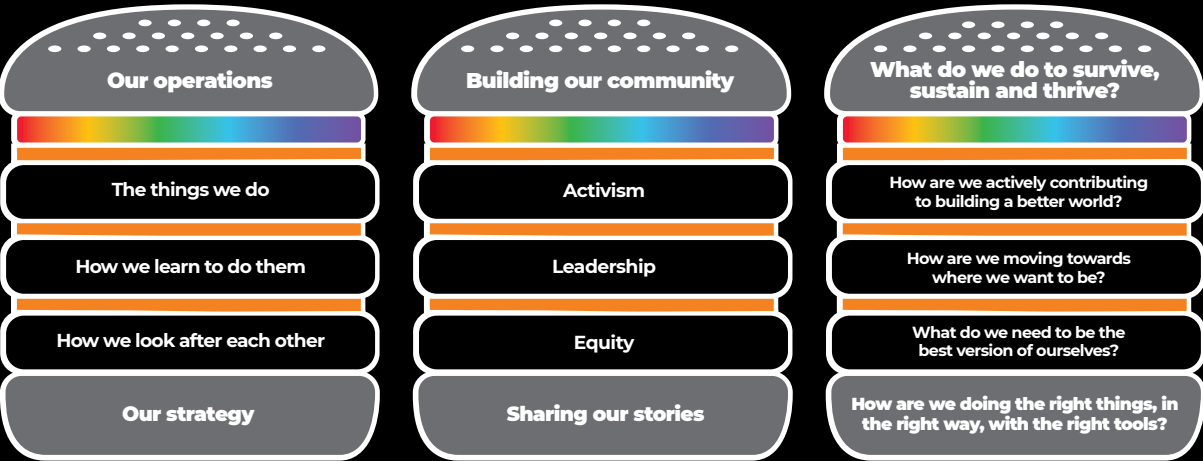 Our operations
The things we do
How we learn to do them
How we look after each other
Our strategy
Building our community
Activism
Leadership
Equity
Sharing our stories
What do we do to survive,
sustain and thrive?
How are we actively contributing
to building a better world?
How are we moving towards
where we want to be?
What do we need to be the
best version of ourselves?
How are we doing the right things, in
the right way, with the right tools?